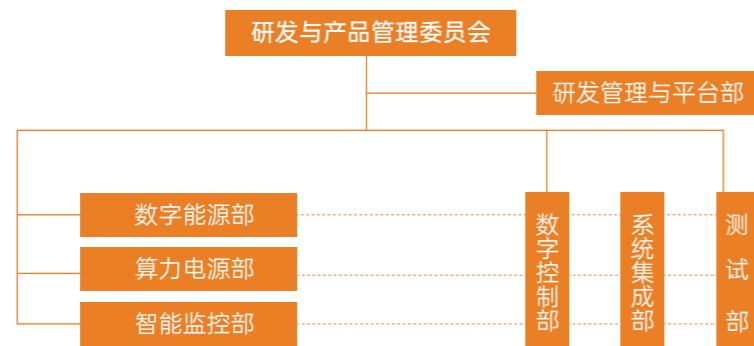 研发与产品管理委员会
研发管理与平台部
数字能源部
算力电源部
智能监控部
数字控制部
系统集成部
测试部